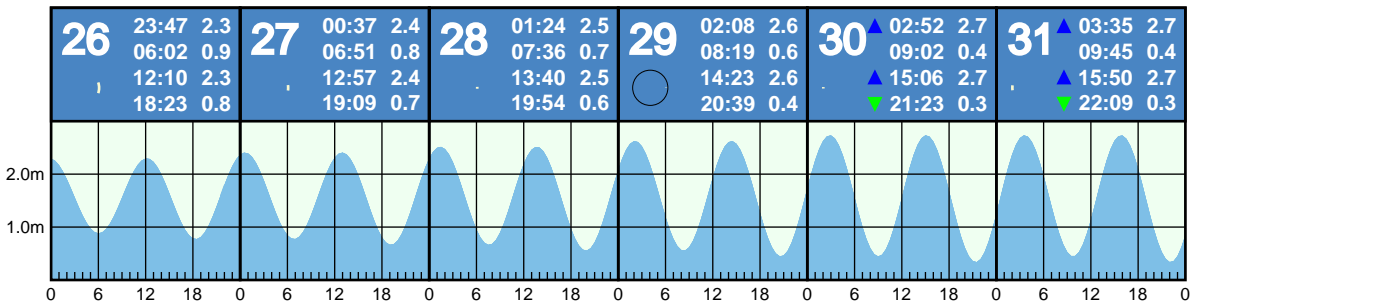 26 23:47 2.3
06:02 0.9
12:10 2.3
18:23 0.8
27 00:37 2.4
06:51 0.8
12:57 2.4
19:09 0.7
28 01:24 2.5
07:36 0.7
13:40 2.5
19:54 0.6
29 02:08 2.6
08:19 0.6
14:23 2.6
20:39 0.4
30 ▲ 02:52 2.7
09:02 0.4
▲ 15:06 2.7
▼ 21:23 0.3
31 ▲ 03:35 2.7
09:45 0.4
▲ 15:50 2.7
▼ 22:09 0.3
2.0m
1.0m
0 6 12 18 0 6 12 18 0 6 12 18 0 6 12 18 0 6 12 18 0 6 12 18 0